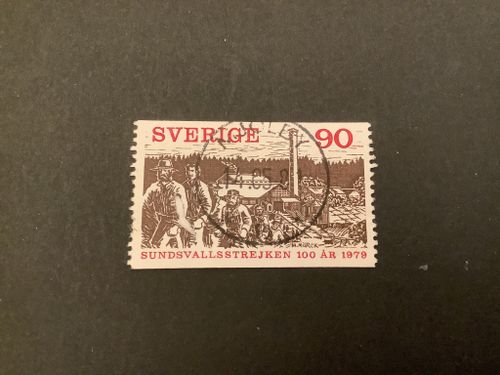 SVERIGE 90
SUNDSVALLSSTREJKEN 100 ÅR 1979